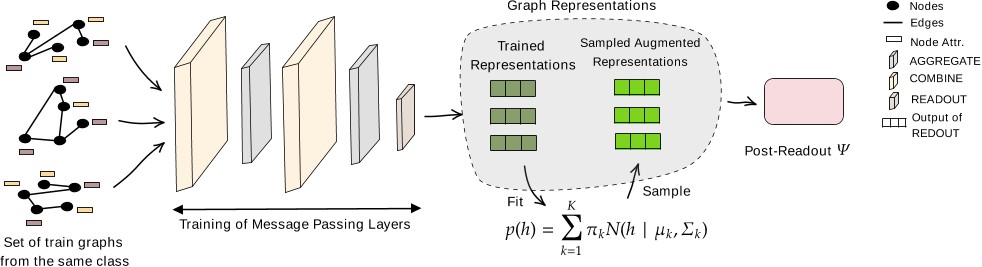 Graph Representations
Trained
Representations
Sampled Augmented
Representations
Nodes
Edges
Node Attr.
AGGREGATE
COMBINE
READOUT
Output of
REDOUT
Post-Readout Ψ
Fit
Sample
p(h) = ∑ π_k N(h | μ_k, Σ_k)
K
k=1
Training of Message Passing Layers
Set of train graphs
from the same class